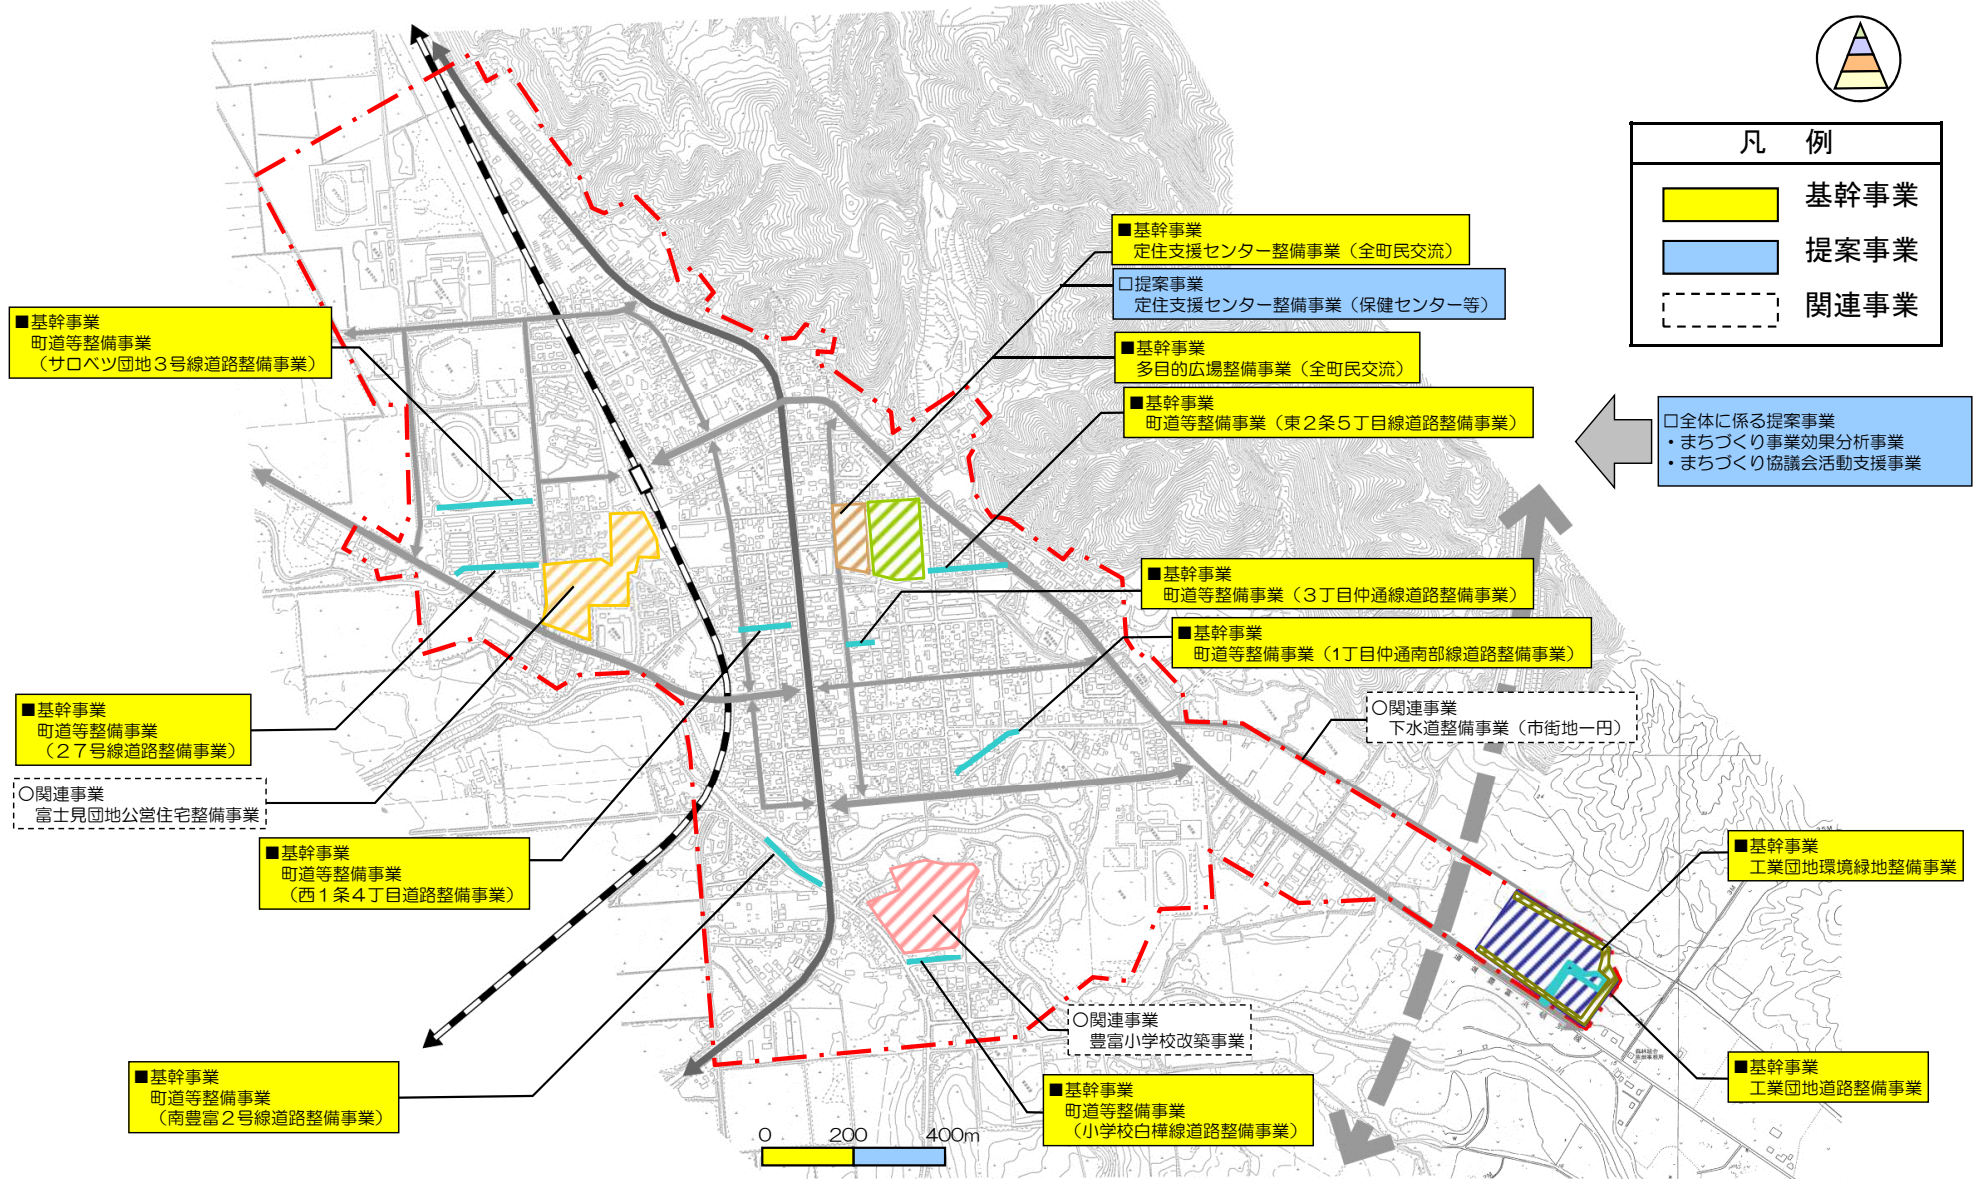 凡　例
基幹事業
提案事業
関連事業
■基幹事業
定住支援センター整備事業（全町民交流）
□提案事業
定住支援センター整備事業（保健センター等）
■基幹事業
多目的広場整備事業（全町民交流）
■基幹事業
町道等整備事業（東２条５丁目線道路整備事業）
□全体に係る提案事業
・まちづくり事業効果分析事業
・まちづくり協議会活動支援事業
■基幹事業
町道等整備事業
（サロベツ団地３号線道路整備事業）
■基幹事業
町道等整備事業（３丁目仲通線道路整備事業）
■基幹事業
町道等整備事業（1丁目仲通南部線道路整備事業）
○関連事業
下水道整備事業（市街地一円）
■基幹事業
町道等整備事業
（２７号線道路整備事業）
○関連事業
富士見団地公営住宅整備事業
■基幹事業
町道等整備事業
（西１条４丁目道路整備事業）
■基幹事業
工業団地環境緑地整備事業
○関連事業
豊富小学校改築事業
■基幹事業
工業団地道路整備事業
■基幹事業
町道等整備事業
（南豊富２号線道路整備事業）
■基幹事業
町道等整備事業
（小学校白樺線道路整備事業）
0　200　400m